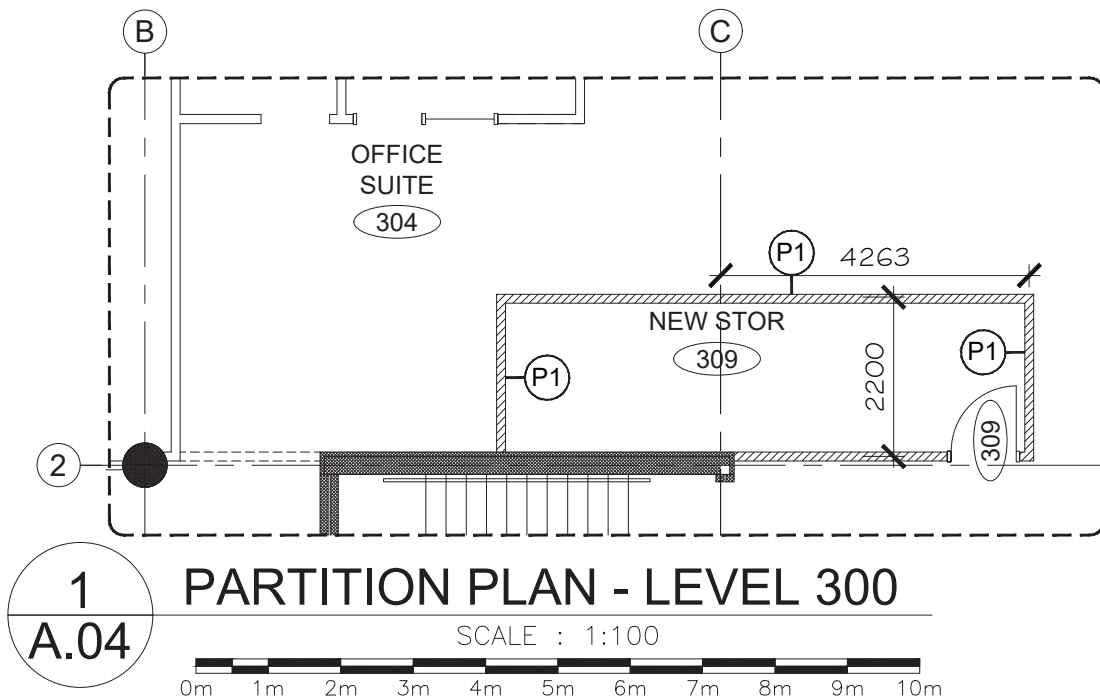 B
C
OFFICE
SUITE
304
P1
4263
NEW STOR
309
P1
P1
2200
309
2
1
A.04
PARTITION PLAN - LEVEL 300
SCALE : 1:100
0m 1m 2m 3m 4m 5m 6m 7m 8m 9m 10m